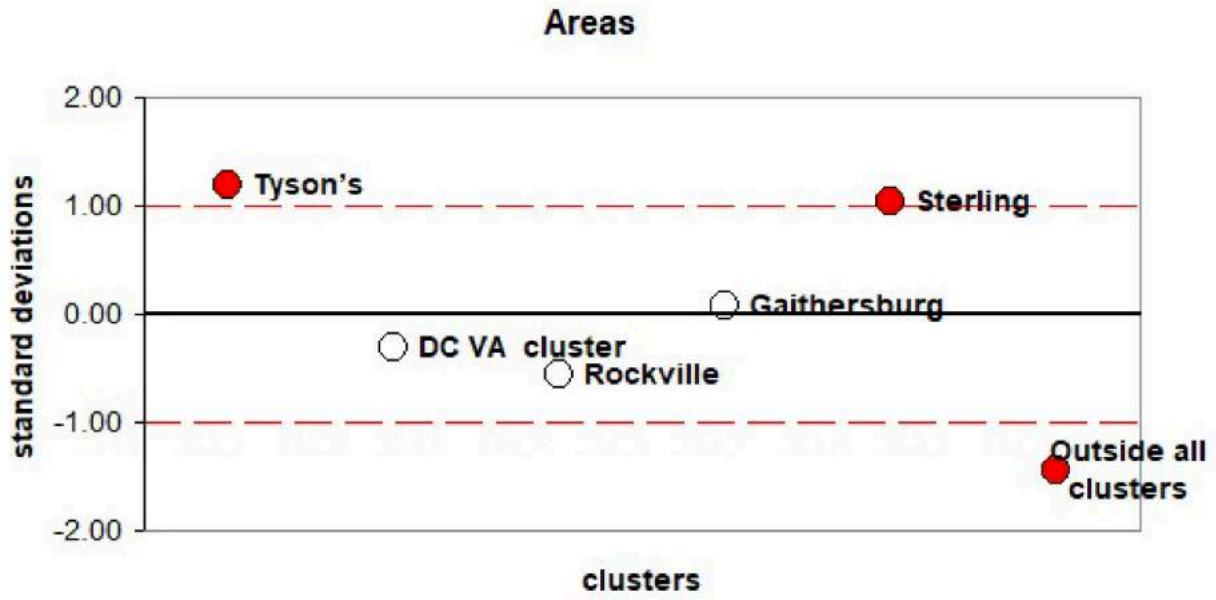 Areas
2.00
1.00
0.00
-1.00
-2.00
standard deviations
Tyson's
Sterling
Gaithersburg
DC VA cluster
Rockville
Outside all
clusters
clusters